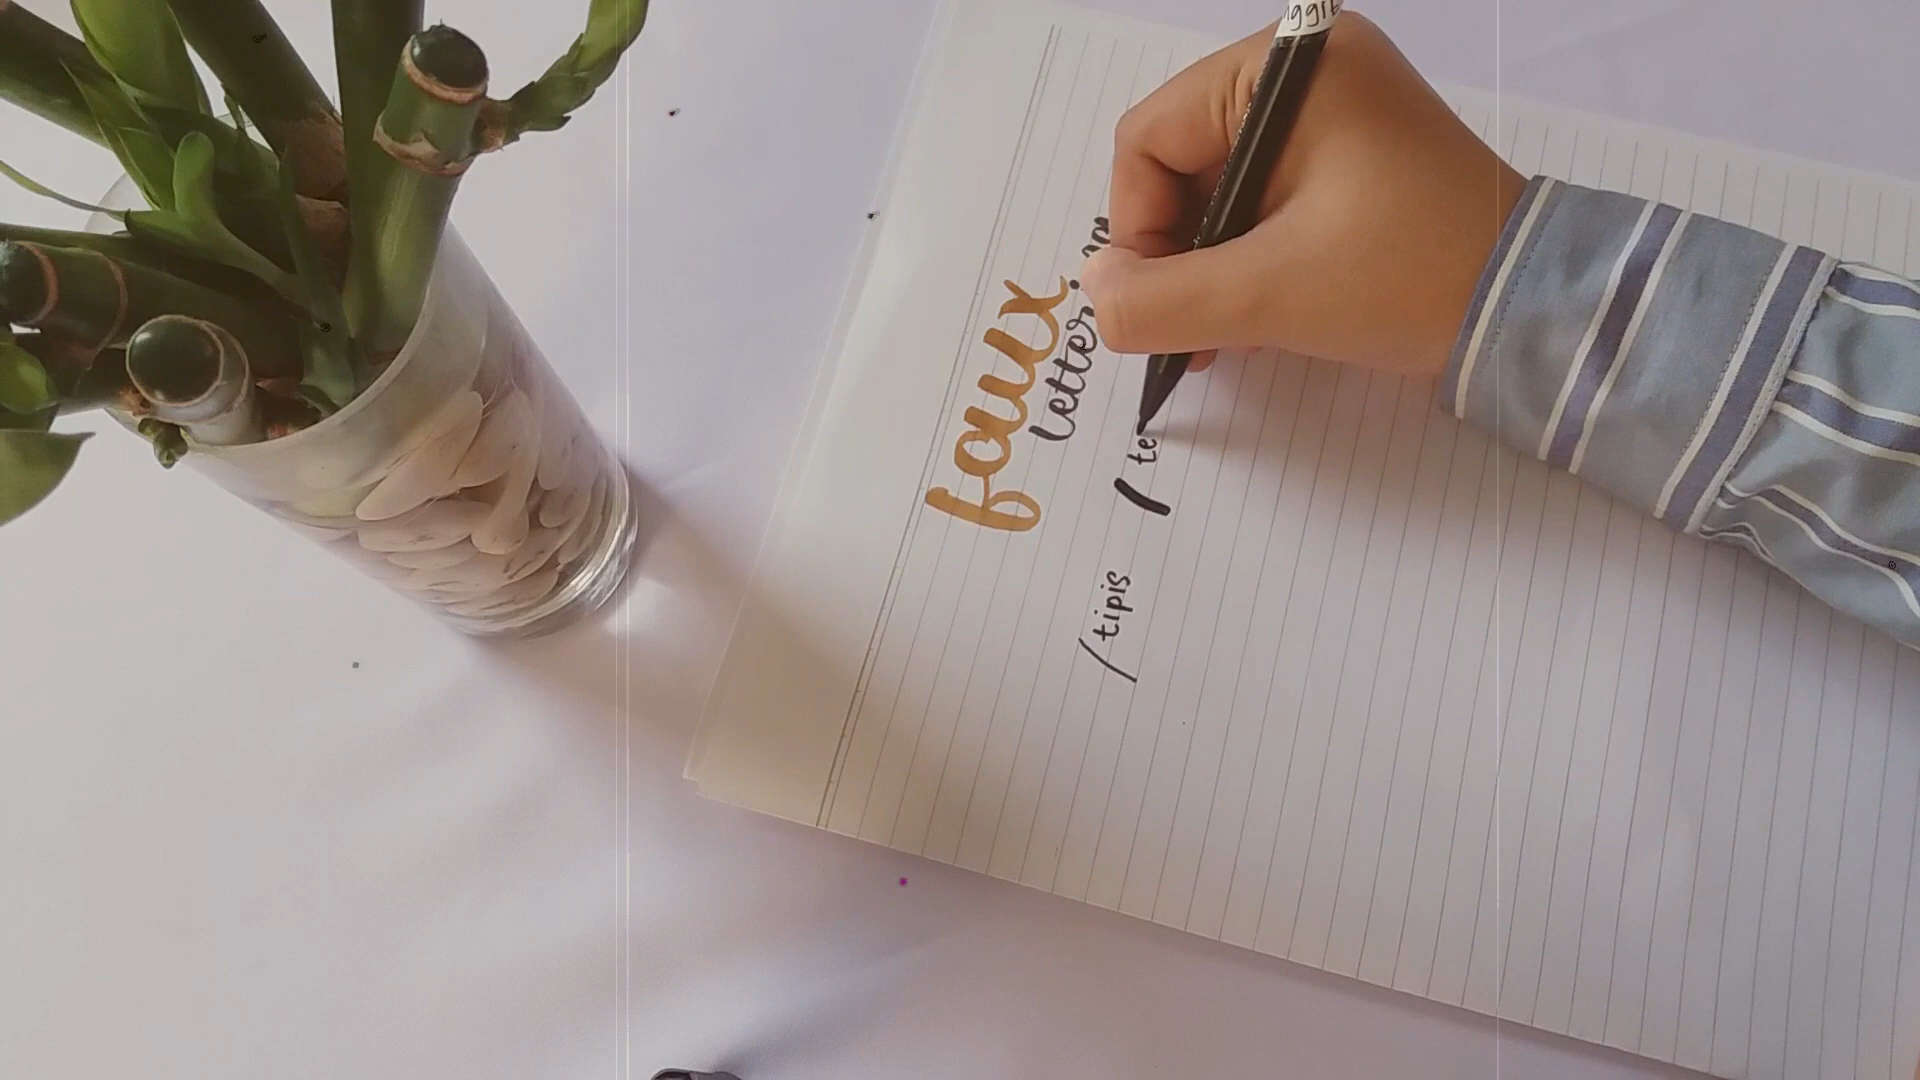 faux
Letter
/ tipis / te